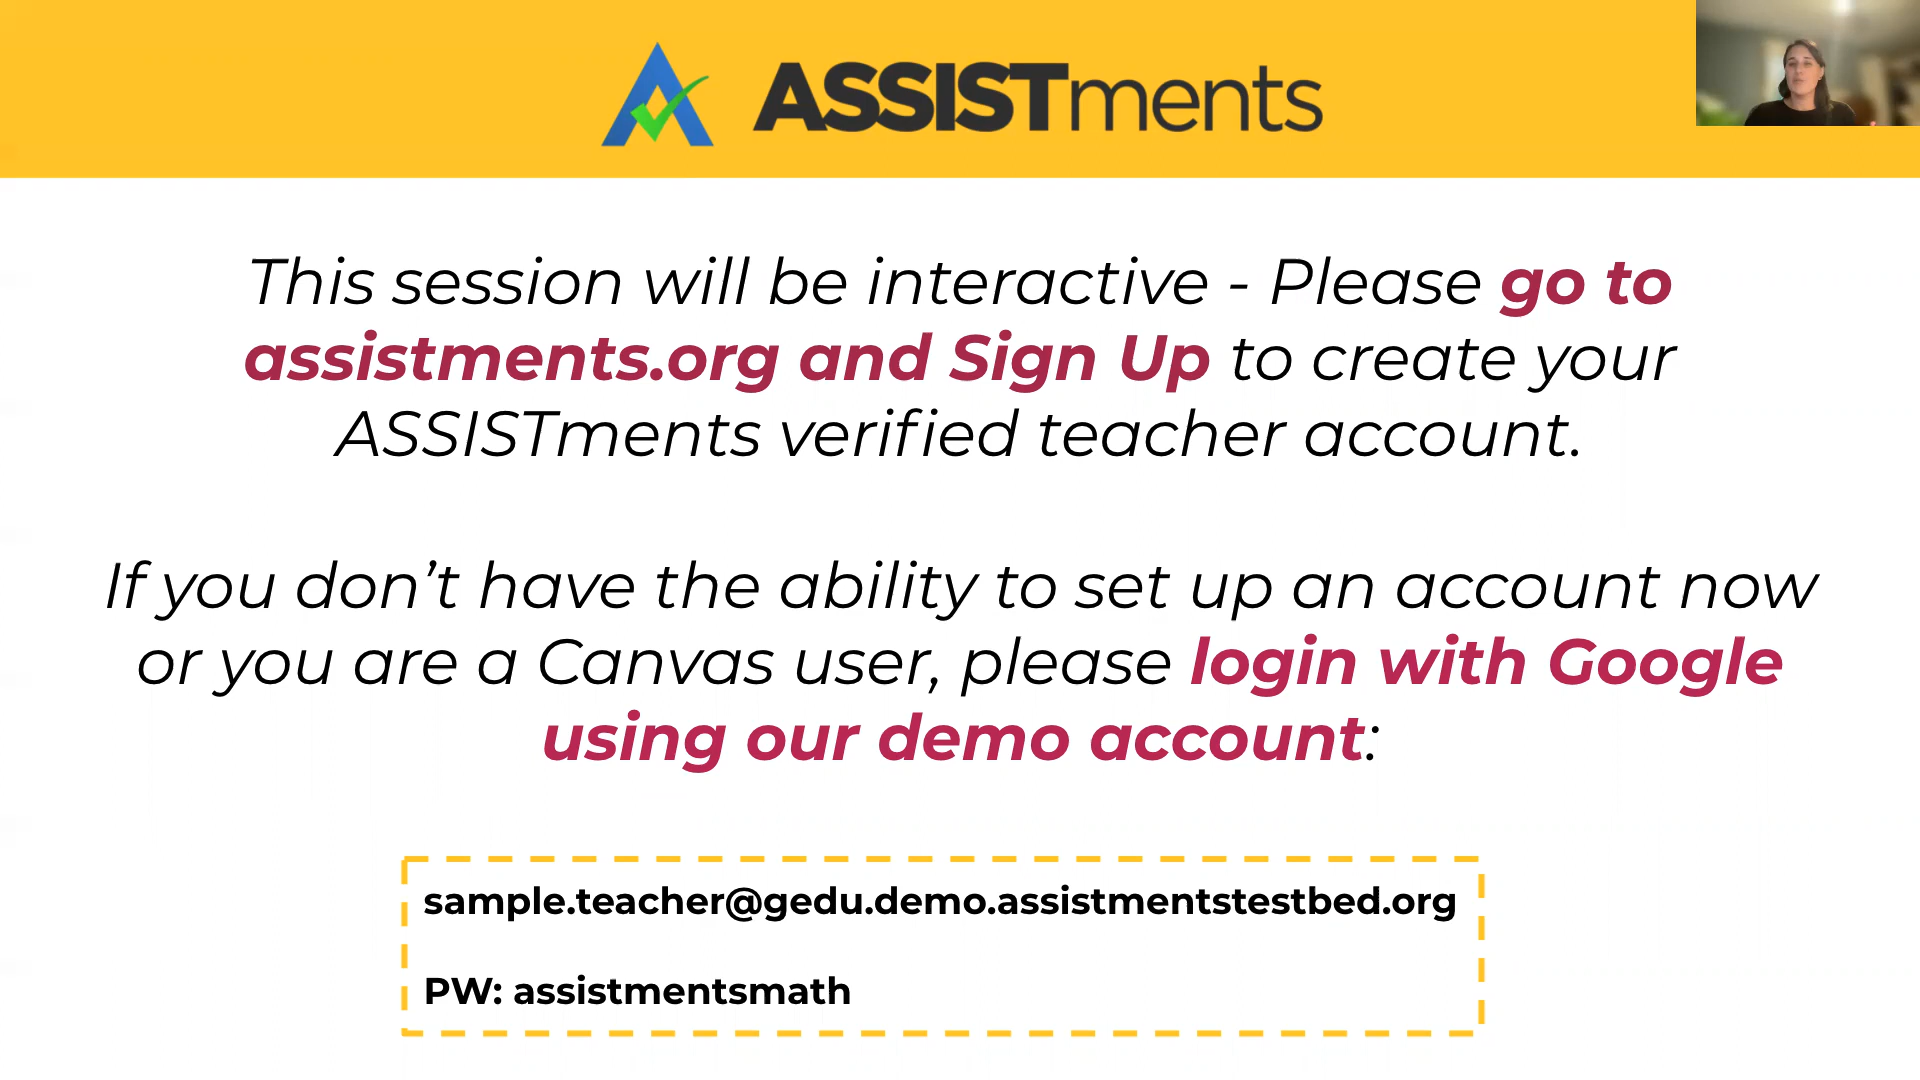 ASSISTments
This session will be interactive - Please go to
assistments.org and Sign Up to create your
ASSISTments verified teacher account.
If you don’t have the ability to set up an account now
or you are a Canvas user, please login with Google
using our demo account:
sample.teacher@gedu.demo.assistmentstestbed.org
PW: assistmentsmath